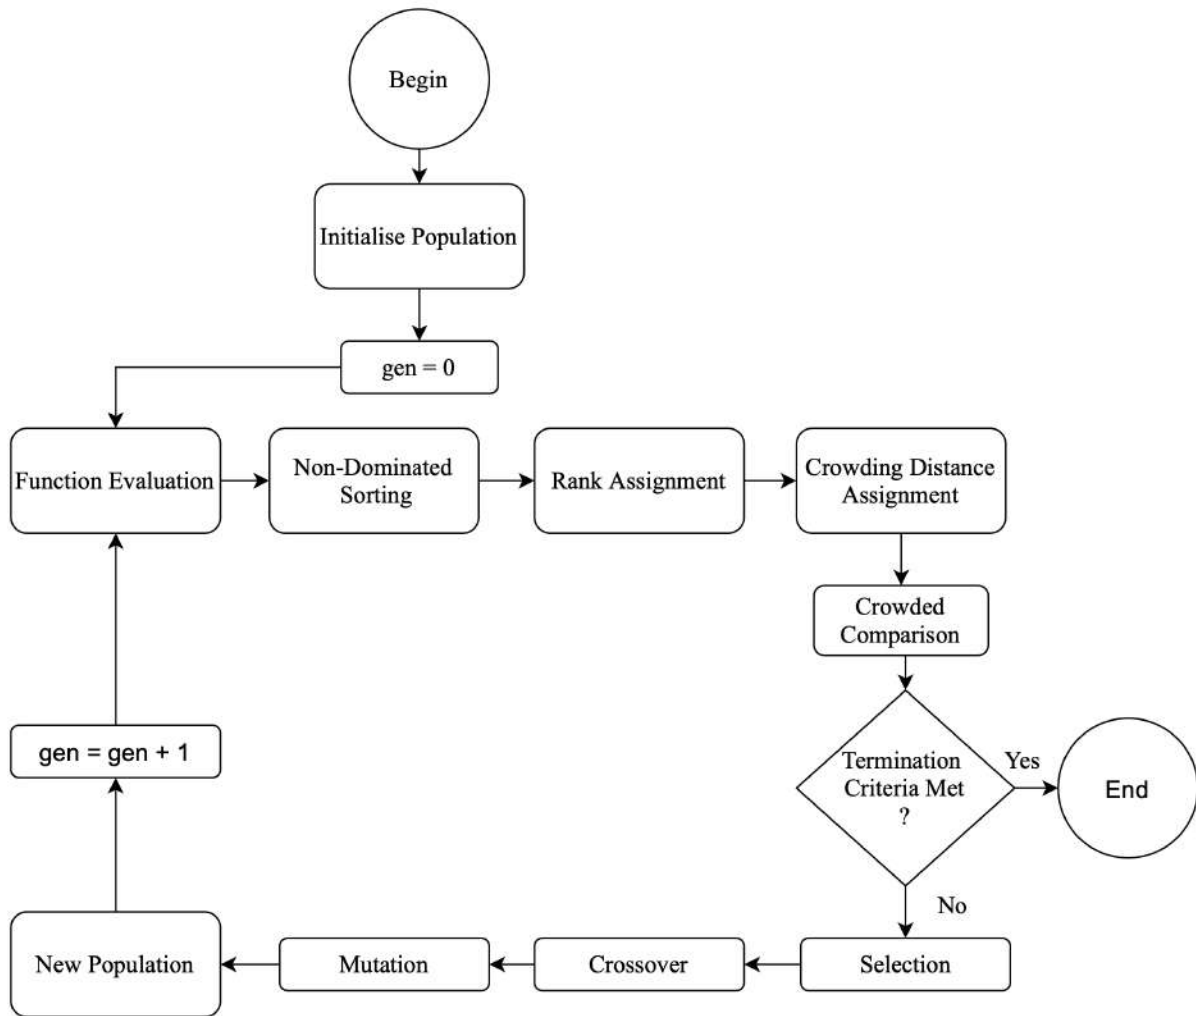 Begin
Initialise Population
gen = 0
Function Evaluation
Non-Dominated
Sorting
Rank Assignment
Crowding Distance
Assignment
Crowded
Comparison
gen = gen + 1
Termination
Criteria Met
?
Yes
End
No
New Population
Mutation
Crossover
Selection